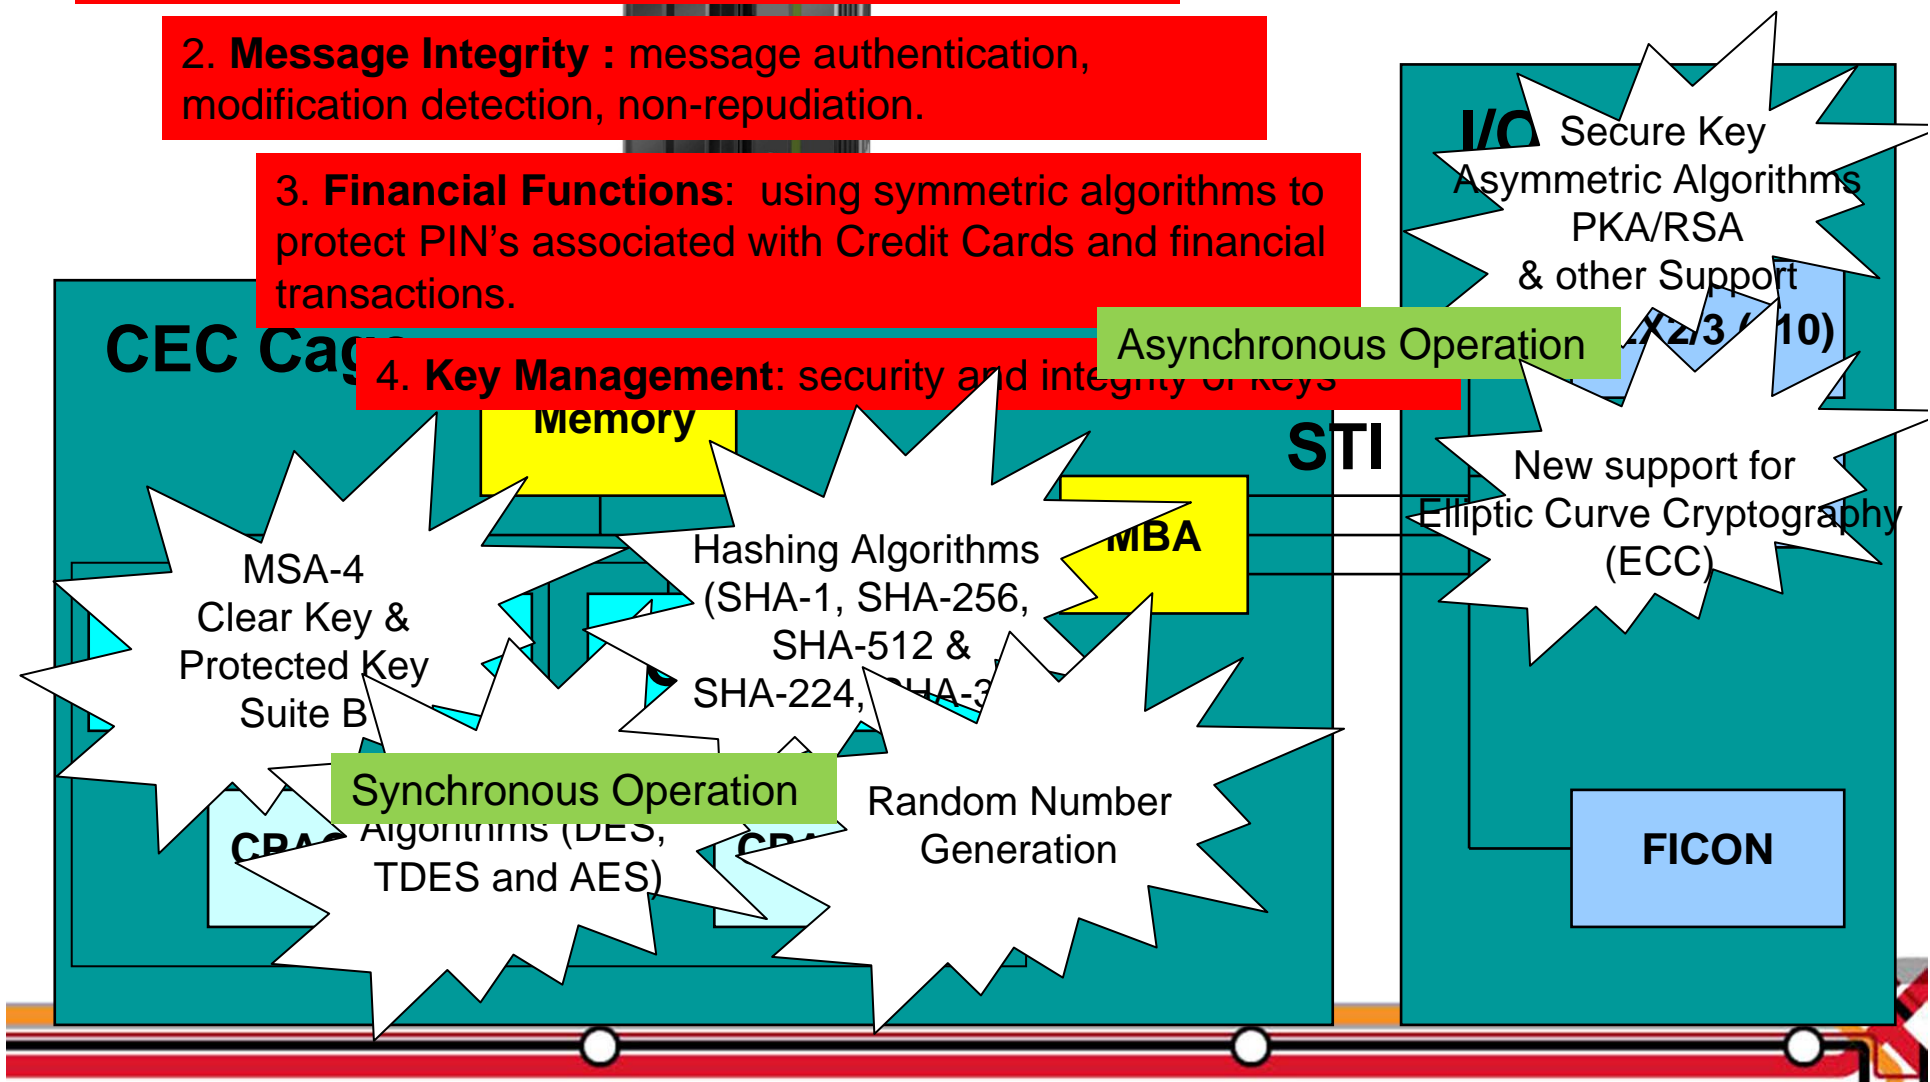 2. Message Integrity : message authentication,
modification detection, non-repudiation.
3. Financial Functions:  using symmetric algorithms to
protect PIN's associated with Credit Cards and financial
transactions.
4. Key Management: security and integrity of keys
CEC Cage
Memory
STI
MBA
MSA-4
Clear Key &
Protected Key
Suite B
Hashing Algorithms
(SHA-1, SHA-256,
SHA-512 &
SHA-224,
Synchronous Operation
Algorithms (DES,
TDES and AES)
Random Number
Generation
I/O
Secure Key
Asymmetric Algorithms
PKA/RSA
& other Support
Asynchronous Operation
New support for
Elliptic Curve Cryptography
(ECC)
FICON